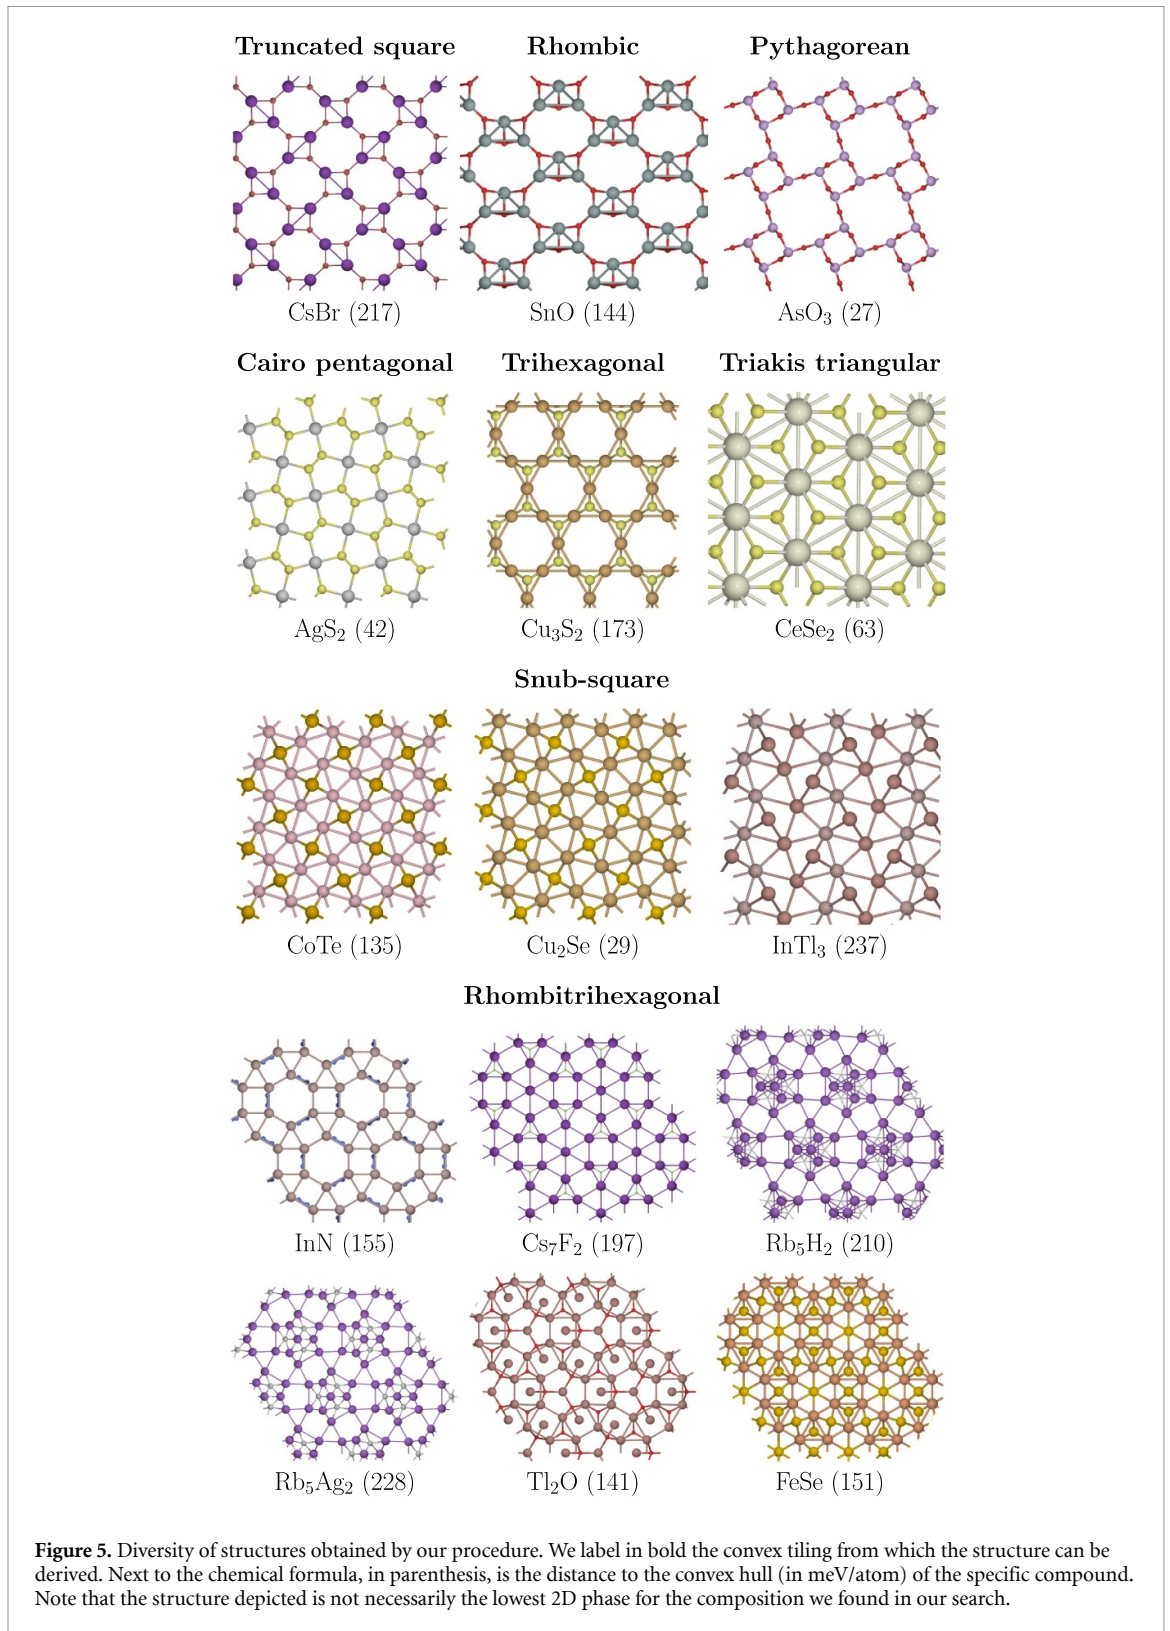 Truncated square Rhombic Pythagorean
CsBr (217) SnO (144) AsO₃ (27)
Cairo pentagonal Trihexagonal Triakis triangular
AgS₂ (42) Cu₃S₂ (173) CeSe₂ (63)
Snub-square
CoTe (135) Cu₂Se (29) InTl₃ (237)
Rhombitrihexagonal
InN (155) Cs₇F₂ (197) Rb₅H₂ (210)
Rb₅Ag₂ (228) Tl₂O (141) FeSe (151)
Figure 5. Diversity of structures obtained by our procedure. We label in bold the convex tiling from which the structure can be
derived. Next to the chemical formula, in parenthesis, is the distance to the convex hull (in meV/atom) of the specific compound.
Note that the structure depicted is not necessarily the lowest 2D phase for the composition we found in our search.